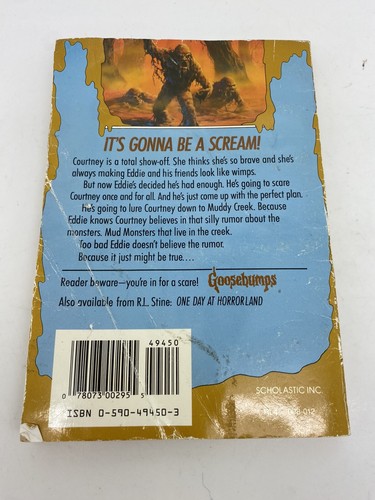 IT'S GONNA BE A SCREAM!
Courtney is a total show-off. She thinks she's so brave and she's
always making Eddie and his friends look like wimps.
But now Eddie's decided he's had enough. He's going to scare
Courtney once and for all. And he's just come up with the perfect plan.
He's going to lure Courtney down to Muddy Creek. Because
Eddie knows Courtney believes in that silly rumor about the
monsters. Mud Monsters that live in the creek.
Too bad Eddie doesn't believe the rumor.
Because it just might be true....
Reader beware—you're in for a scare! Goosebumps
Also available from R.L. Stine: ONE DAY AT HORRORLAND
49450
0 78073 00295 5
ISBN 0-590-49450-3
SCHOLASTIC INC.